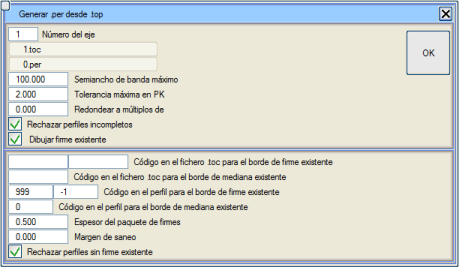 Generar .per desde .top
1 Número del eje
1.toc
0.per
OK
100.000 Semiancho de banda máximo
2.000 Tolerancia máxima en PK
0.000 Redondear a múltiplos de
Rechazar perfiles incompletos
Dibujar firme existente
Código en el fichero .toc para el borde de firme existente
Código en el fichero .toc para el borde de mediana existente
999 -1 Código en el perfil para el borde de firme existente
0 Código en el perfil para el borde de mediana existente
0.500 Espesor del paquete de firmes
0.000 Margen de saneo
Rechazar perfiles sin firme existente